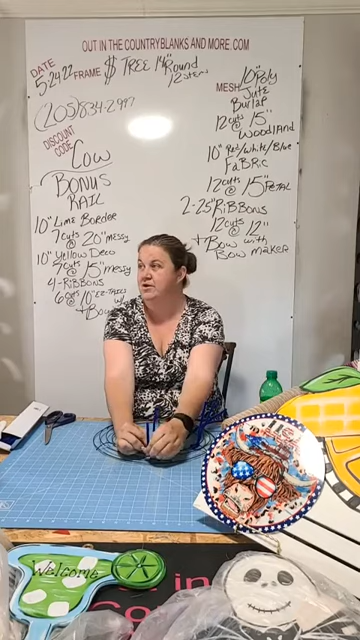 OUT IN THE COUNTRYBLANKS AND MORE.COM
DATE
5-24-22
FRAME
$ TREE 14" Round
12 stems
(205) 834-2997
DISCOUNT
CODE
Cow
BONUS
RAIL
10" Lime Border
7 cuts @ 20" messy
10" Yellow Deco
7 cuts @ 15" messy
4-RiBBONS
+ Bow
MESH
10" Poly
Jute
Burlap
12 cuts @ 15"
WoodlAnd
10" Red/White/Blue
FaBRic
12 cuts @ 15" PETAL
2-2.5" RiBBONS
12 cuts @ 12"
+ Bow with
Bow maker
WELCOME
in
Co